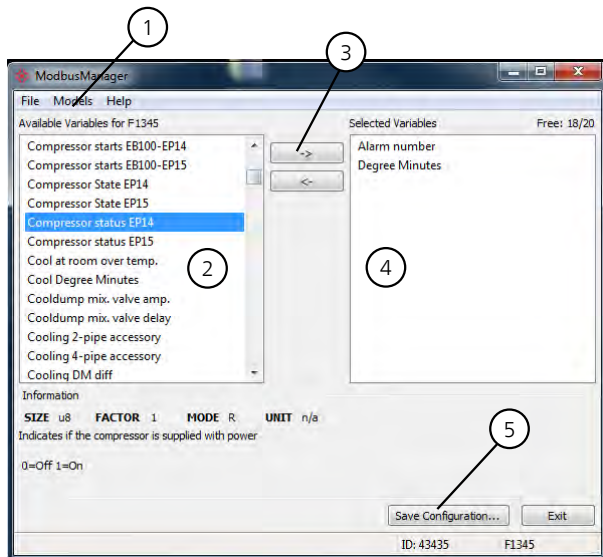 1
3
ModbusManager
File Models Help
Available Variables for F1345
Selected Variables Free: 18/20
Compressor starts EB100-EP14
Compressor starts EB100-EP15
Compressor State EP14
Compressor State EP15
Compressor status EP14
Compressor status EP15
Cool at room over temp.
Cool Degree Minutes
Cooldump mix. valve amp.
Cooldump mix. valve delay
Cooling 2-pipe accessory
Cooling 4-pipe accessory
Cooling DM diff
2
->
<-
Alarm number
Degree Minutes
4
Information
SIZE u8 FACTOR 1 MODE R UNIT n/a
Indicates if the compressor is supplied with power
0=Off 1=On
5
Save Configuration... Exit
ID: 43435 F1345